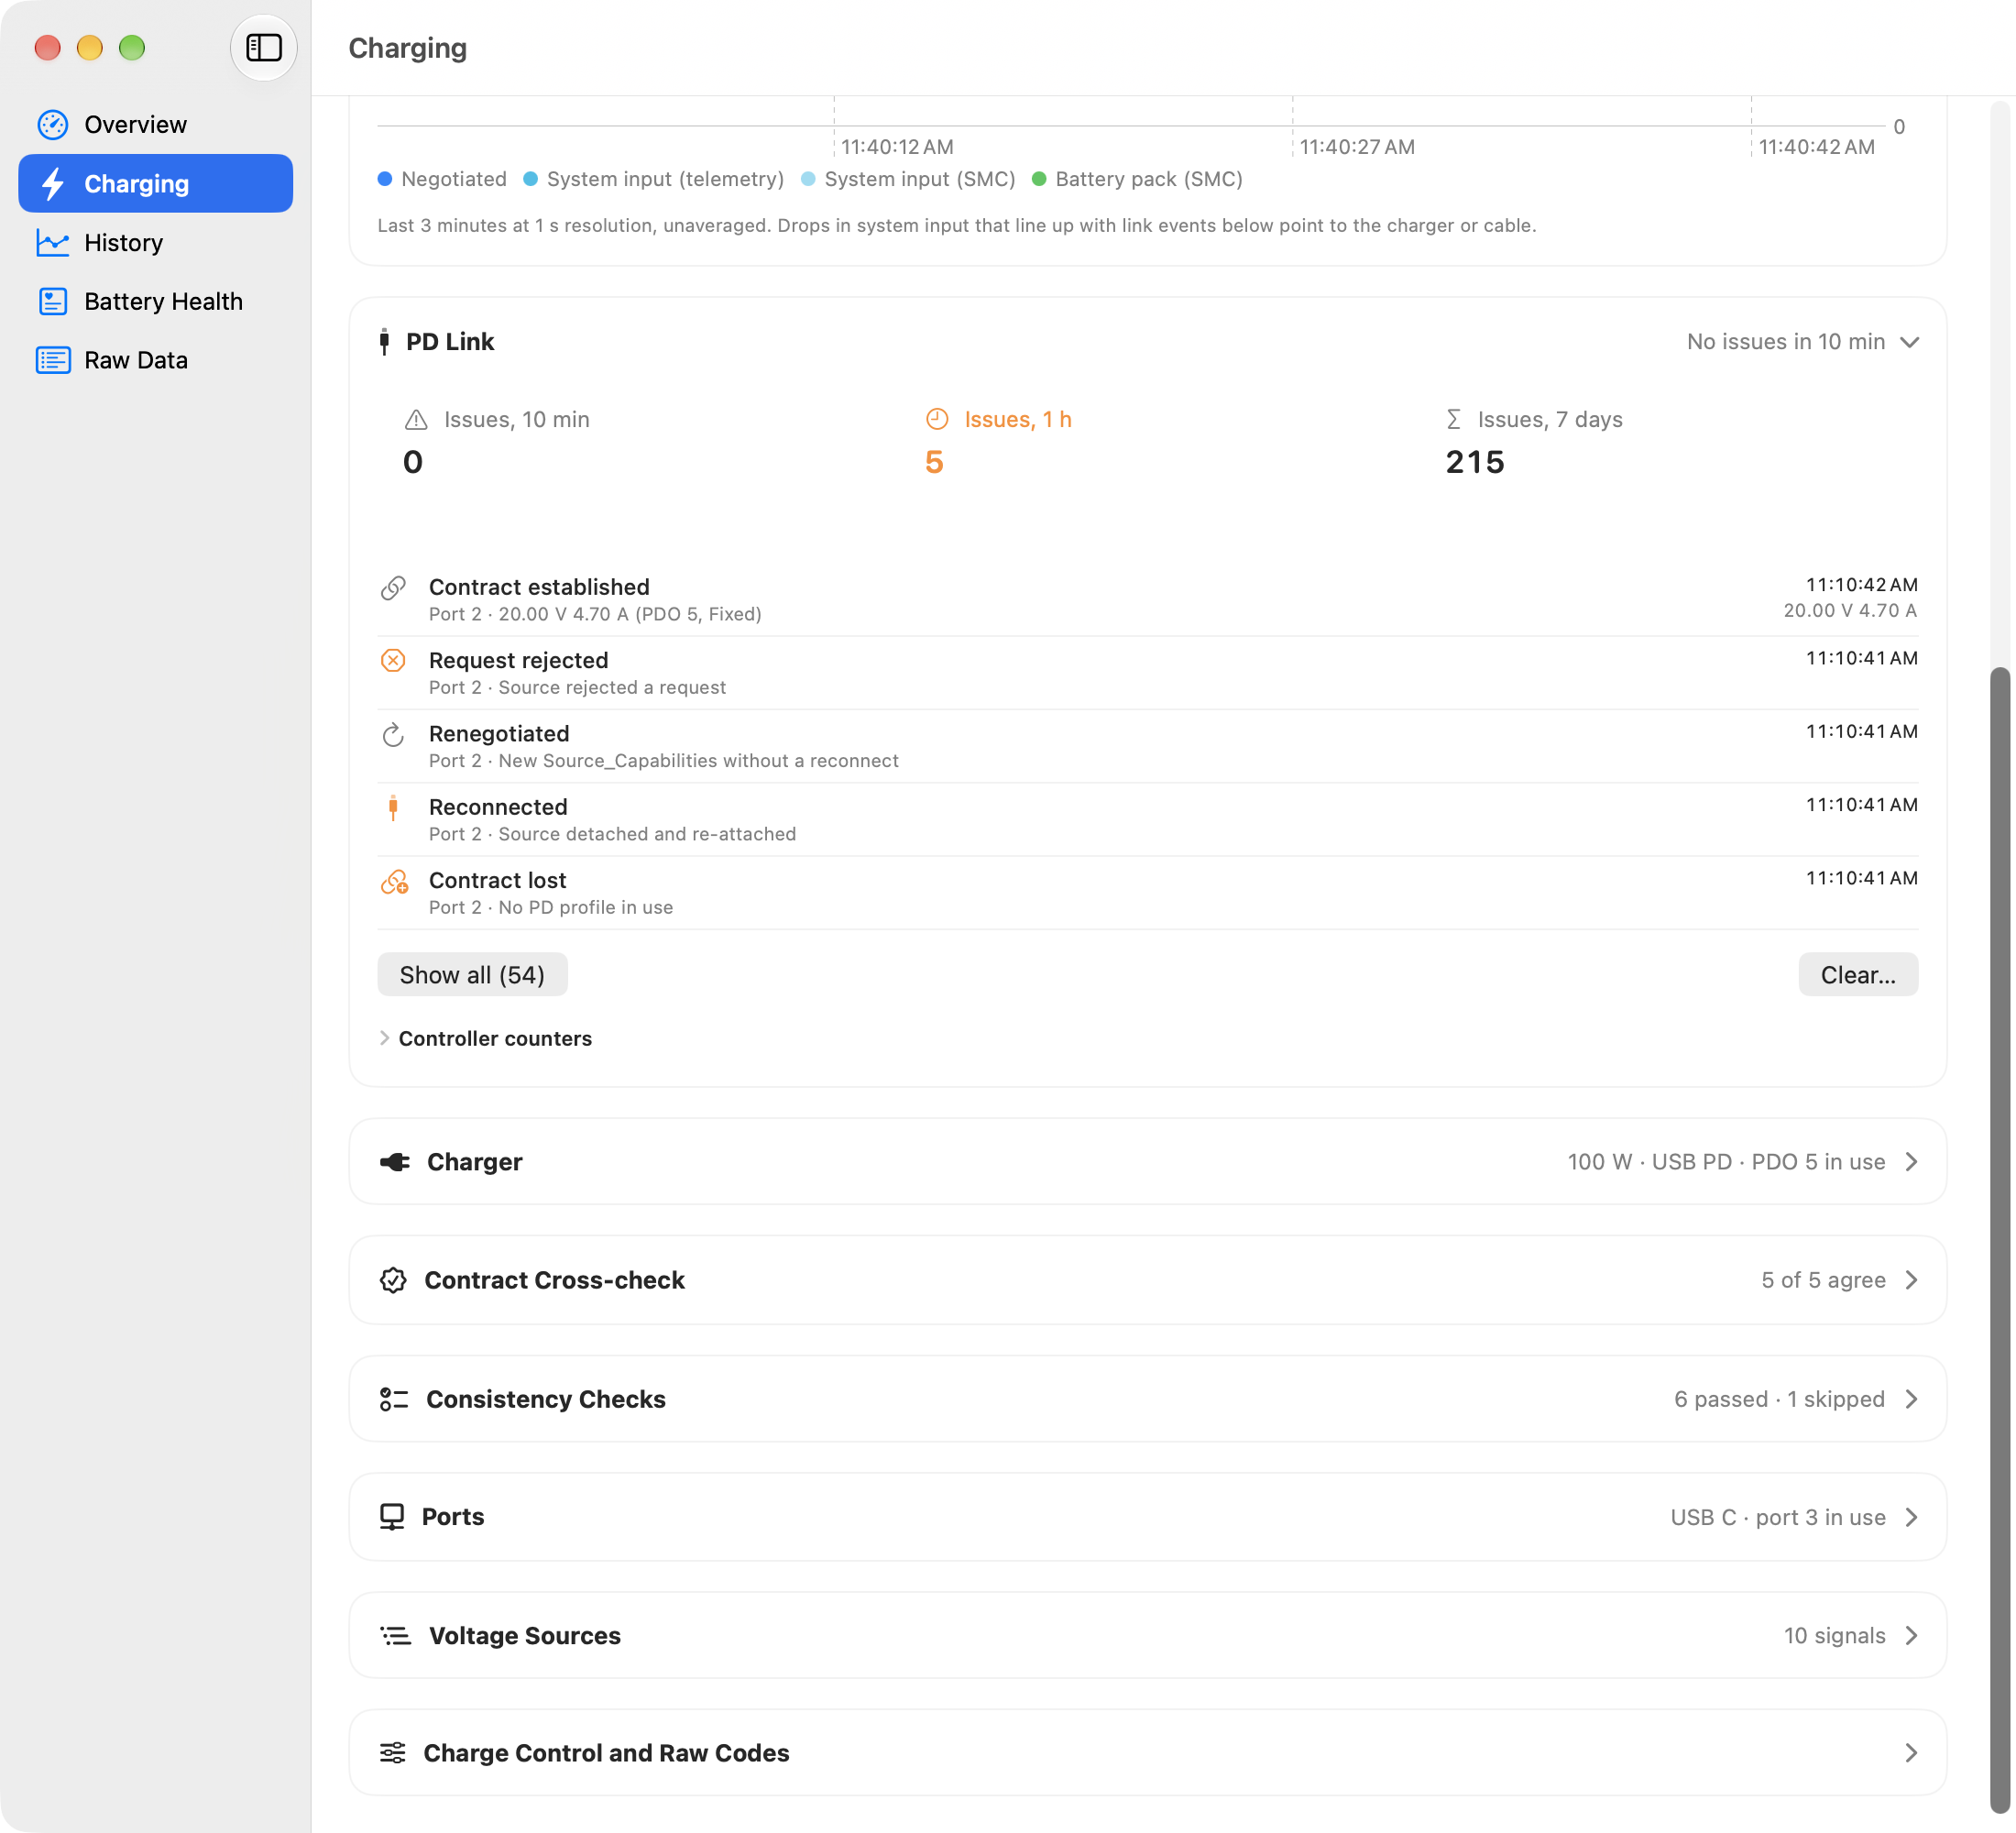 Charging
Overview
Charging
History
Battery Health
Raw Data
0
11:40:12 AM
11:40:27 AM
11:40:42 AM
Negotiated
System input (telemetry)
System input (SMC)
Battery pack (SMC)
Last 3 minutes at 1 s resolution, unaveraged. Drops in system input that line up with link events below point to the charger or cable.
PD Link
No issues in 10 min
Issues, 10 min
0
Issues, 1 h
5
Issues, 7 days
215
Contract established
11:10:42 AM
Port 2 · 20.00 V 4.70 A (PDO 5, Fixed)
20.00 V 4.70 A
Request rejected
11:10:41 AM
Port 2 · Source rejected a request
Renegotiated
11:10:41 AM
Port 2 · New Source_Capabilities without a reconnect
Reconnected
11:10:41 AM
Port 2 · Source detached and re-attached
Contract lost
11:10:41 AM
Port 2 · No PD profile in use
Show all (54)
Clear...
Controller counters
Charger
100 W · USB PD · PDO 5 in use
Contract Cross-check
5 of 5 agree
Consistency Checks
6 passed · 1 skipped
Ports
USB C · port 3 in use
Voltage Sources
10 signals
Charge Control and Raw Codes